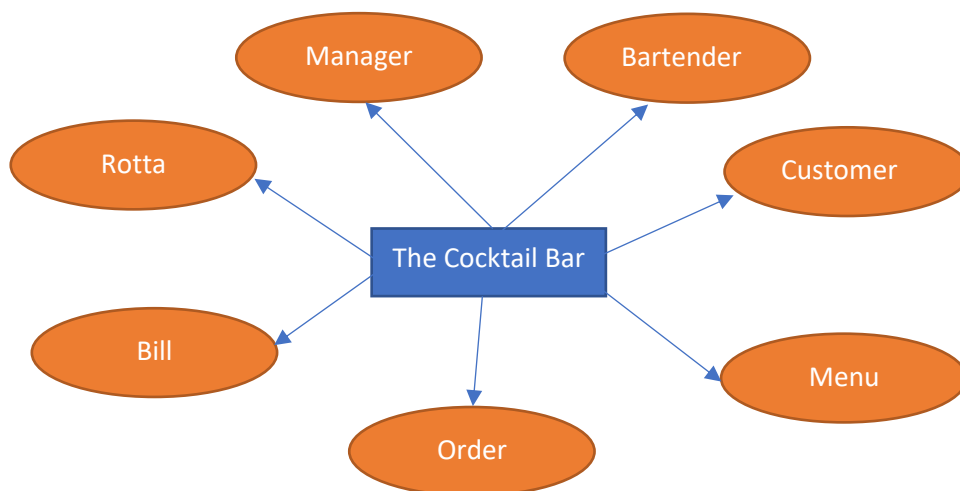 Manager
Bartender
Rotta
Customer
The Cocktail Bar
Bill
Menu
Order